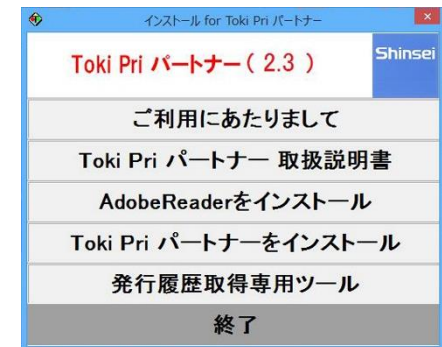 インストール for Toki Pri パートナー
Toki Pri パートナー ( 2.3 )
Shinsei
ご利用にあたりまして
Toki Pri パートナー 取扱説明書
AdobeReaderをインストール
Toki Pri パートナーをインストール
発行履歴取得専用ツール
終了